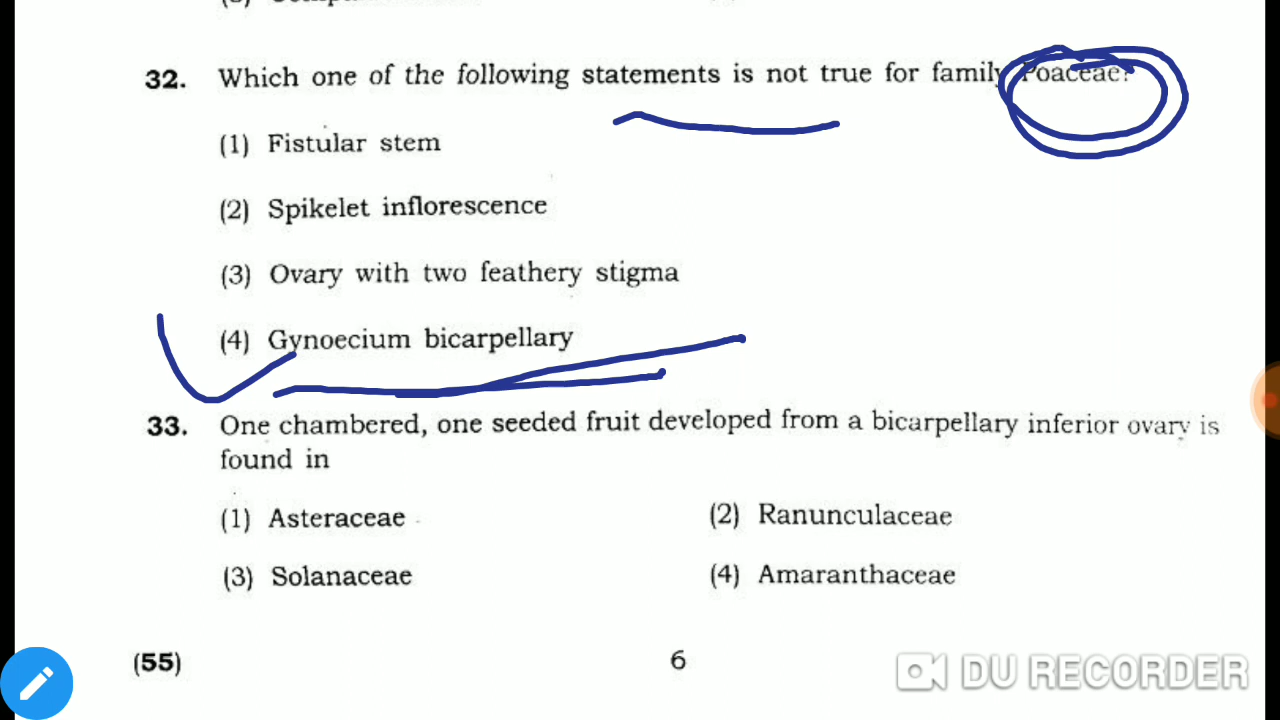 32. Which one of the following statements is not true for family Poaceae?
(1) Fistular stem
(2) Spikelet inflorescence
(3) Ovary with two feathery stigma
(4) Gynoecium bicarpellary
33. One chambered, one seeded fruit developed from a bicarpellary inferior ovary is
found in
(1) Asteraceae (2) Ranunculaceae
(3) Solanaceae (4) Amaranthaceae
(55) 6
DU RECORDER